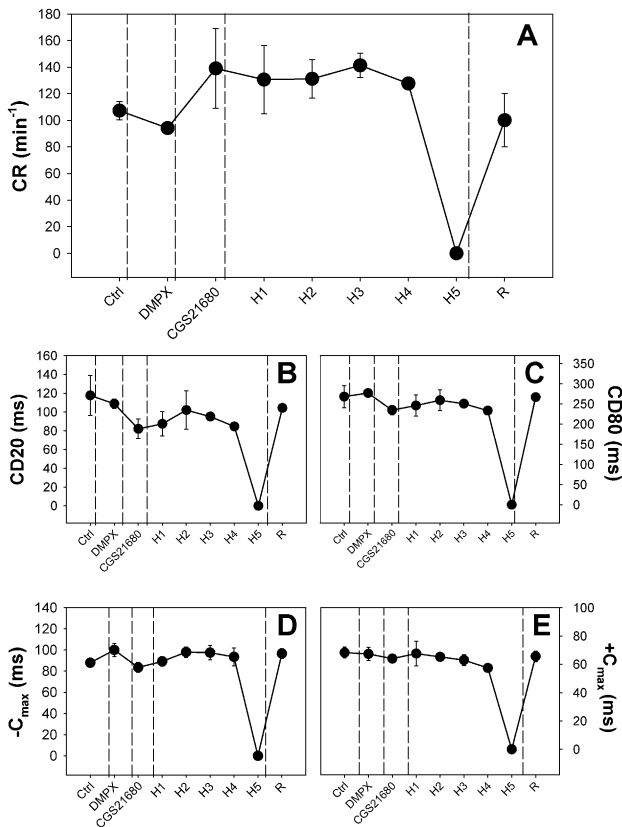 A
CR (min-1)
160
140
120
100
80
60
40
20
0
Ctrl
DMPX
CGS21680
H1
H2
H3
H4
H5
R
B
CD20 (ms)
160
140
120
100
80
60
40
20
0
Ctrl
DMPX
CGS21680
H1
H2
H3
H4
H5
R
C
CD80 (ms)
350
300
250
200
150
100
50
0
Ctrl
DMPX
CGS21680
H1
H2
H3
H4
H5
R
D
-Cmax (ms)
140
120
100
80
60
40
20
0
Ctrl
DMPX
CGS21680
H1
H2
H3
H4
H5
R
E
+Cmax (ms)
100
80
60
40
20
0
Ctrl
DMPX
CGS21680
H1
H2
H3
H4
H5
R